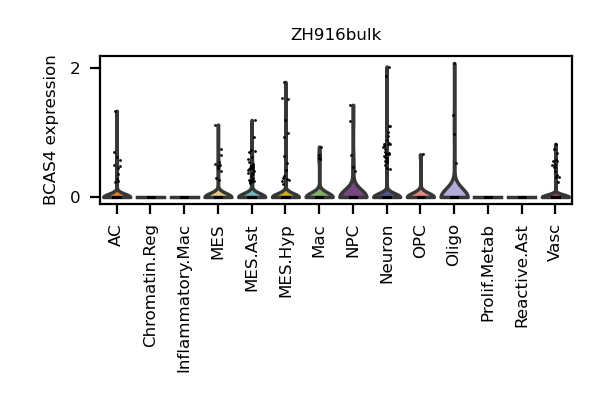 ZH916bulk
BCAS4 expression
2
0
AC
Chromatin.Reg
Inflammatory.Mac
MES
MES.Ast
MES.Hyp
Mac
NPC
Neuron
OPC
Oligo
Prolif.Metab
Reactive.Ast
Vasc